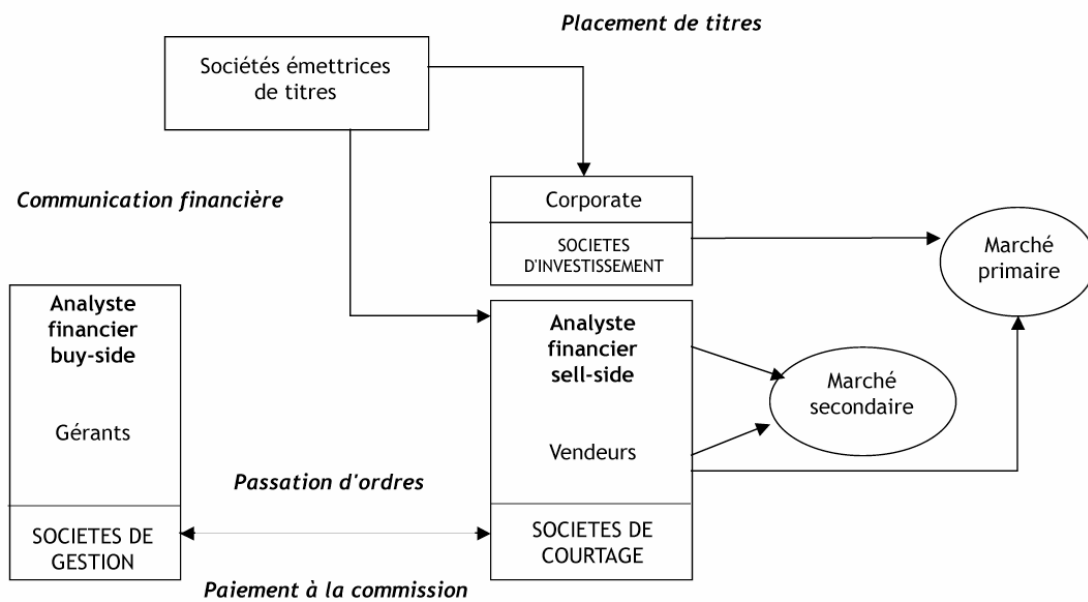 Placement de titres
Sociétés émettrices
de titres
Communication financière
Corporate
SOCIETES
D'INVESTISSEMENT
Marché
primaire
Analyste
financier
buy-side
Gérants
SOCIETES DE
GESTION
Analyste
financier
sell-side
Vendeurs
SOCIETES DE
COURTAGE
Marché
secondaire
Passation d'ordres
Paiement à la commission